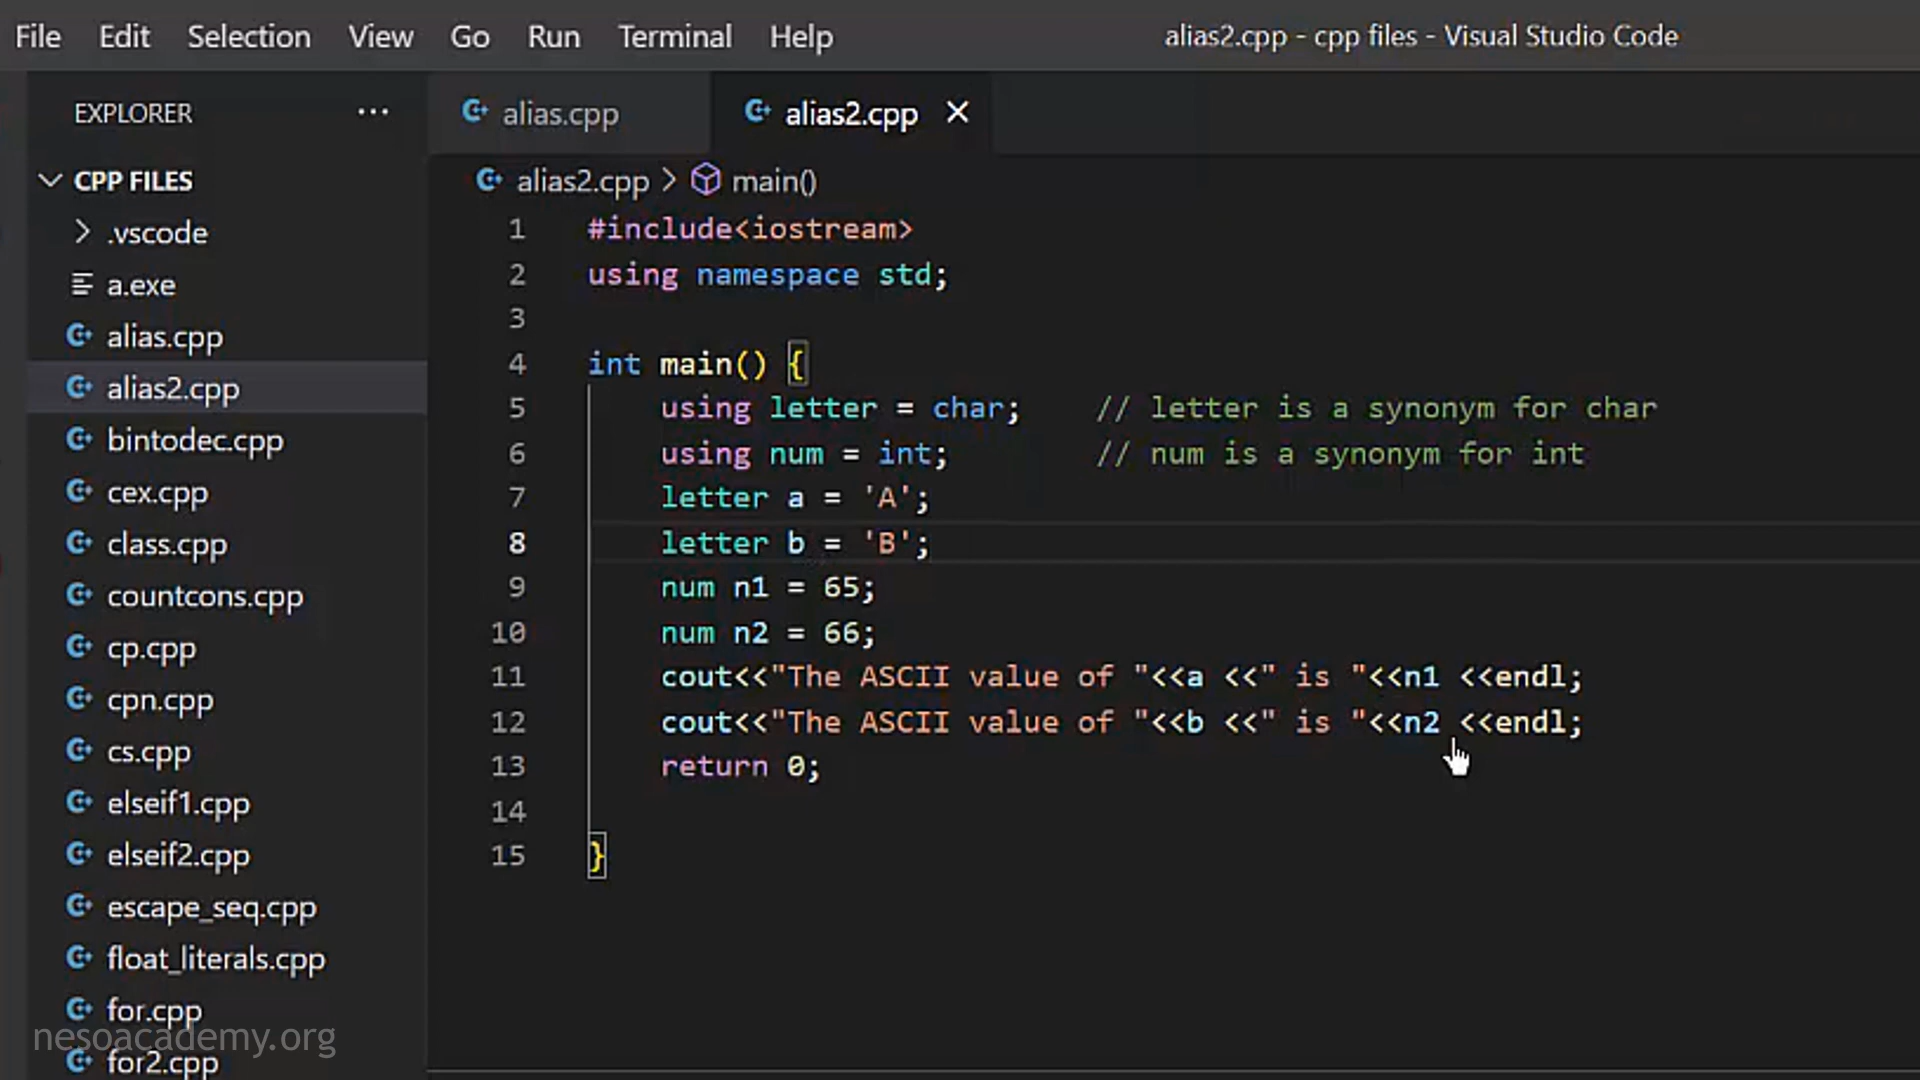 File Edit Selection View Go Run Terminal Help alias2.cpp - cpp files - Visual Studio Code
EXPLORER ···
CPP FILES
.vscode
a.exe
alias.cpp
alias2.cpp
bintodec.cpp
cex.cpp
class.cpp
countcons.cpp
cp.cpp
cpn.cpp
cs.cpp
elseif1.cpp
elseif2.cpp
escape_seq.cpp
float_literals.cpp
for.cpp
nesoacademy.org
for2.cpp
alias.cpp alias2.cpp
alias2.cpp > main()
1 #include<iostream>
2 using namespace std;
3
4 int main() {
5 using letter = char; // letter is a synonym for char
6 using num = int; // num is a synonym for int
7 letter a = 'A';
8 letter b = 'B';
9 num n1 = 65;
10 num n2 = 66;
11 cout<<"The ASCII value of "<<a <<" is "<<n1 <<endl;
12 cout<<"The ASCII value of "<<b <<" is "<<n2 <<endl;
13 return 0;
14
15 }